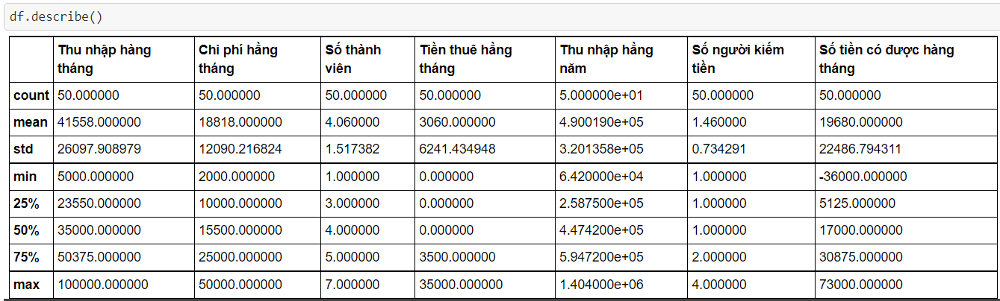 df.describe()
Thu nhập hàng tháng Chi phí hằng tháng Số thành viên Tiền thuê hằng tháng Thu nhập hằng năm Số người kiếm tiền Số tiền có được hàng tháng
count 50.000000 50.000000 50.000000 50.000000 5.000000e+01 50.000000 50.000000
mean 41558.000000 18818.000000 4.060000 3060.000000 4.900190e+05 1.460000 19680.000000
std 26097.908979 12090.216824 1.517382 6241.434948 3.201358e+05 0.734291 22486.794311
min 5000.000000 2000.000000 1.000000 0.000000 6.420000e+04 1.000000 -36000.000000
25% 23550.000000 10000.000000 3.000000 0.000000 2.587500e+05 1.000000 5125.000000
50% 35000.000000 15500.000000 4.000000 0.000000 4.474200e+05 1.000000 17000.000000
75% 50375.000000 25000.000000 5.000000 3500.000000 5.947200e+05 2.000000 30875.000000
max 100000.000000 50000.000000 7.000000 35000.000000 1.404000e+06 4.000000 73000.000000